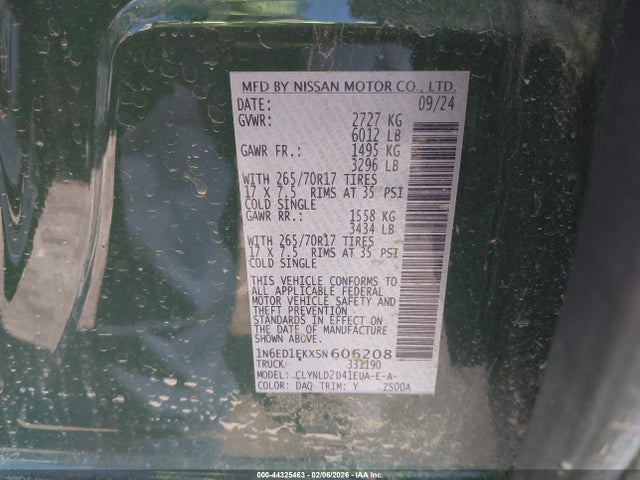 MFD BY NISSAN MOTOR CO., LTD.
DATE: 09/24
GVWR: 2727 KG
6012 LB
GAWR FR.: 1495 KG
3296 LB
WITH 265/70R17 TIRES
17 X 7.5 RIMS AT 35 PSI
COLD SINGLE
GAWR RR.: 1558 KG
3434 LB
WITH 265/70R17 TIRES
17 X 7.5 RIMS AT 35 PSI
COLD SINGLE
THIS VEHICLE CONFORMS TO
ALL APPLICABLE FEDERAL
MOTOR VEHICLE SAFETY AND
THEFT PREVENTION
STANDARDS IN EFFECT ON
THE DATE OF MANUFACTURE
SHOWN ABOVE.
1N6ED1EKXSN606208
TRUCK 331190
MODEL: CLYNLD2D41EUA-E-A-
COLOR: DAQ TRIM: Y ZS00A
000-44325463 - 02/06/2026 - IAA Inc.